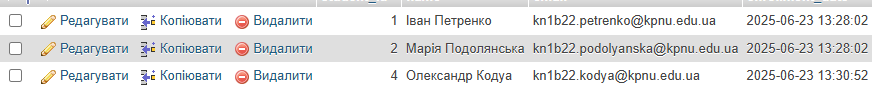 Редагувати Копіювати Видалити 1 Іван Петренко kn1b22.petrenko@kpnu.edu.ua 2025-06-23 13:28:02
Редагувати Копіювати Видалити 2 Марія Подолянська kn1b22.podolyanska@kpnu.edu.ua 2025-06-23 13:28:02
Редагувати Копіювати Видалити 4 Олександр Кодуа kn1b22.kodya@kpnu.edu.ua 2025-06-23 13:30:52